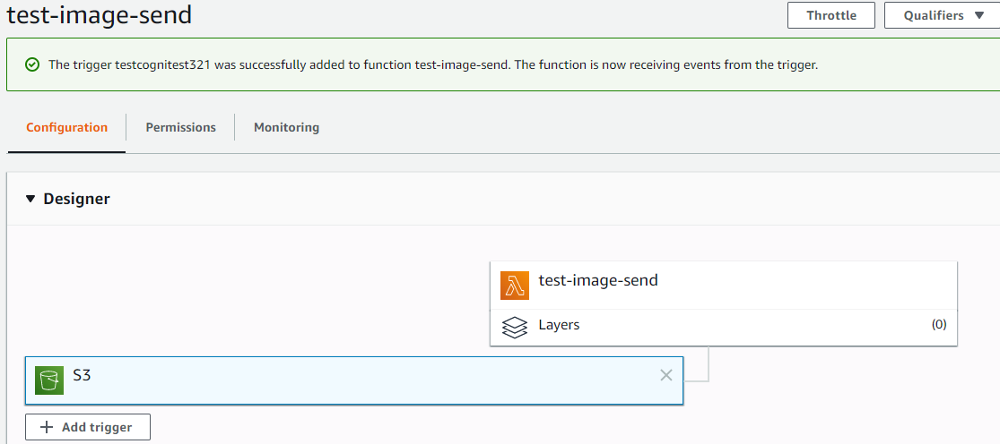 test-image-send
Throttle
Qualifiers
The trigger testcognitest321 was successfully added to function test-image-send. The function is now receiving events from the trigger.
Configuration
Permissions
Monitoring
Designer
test-image-send
Layers
(0)
S3
Add trigger